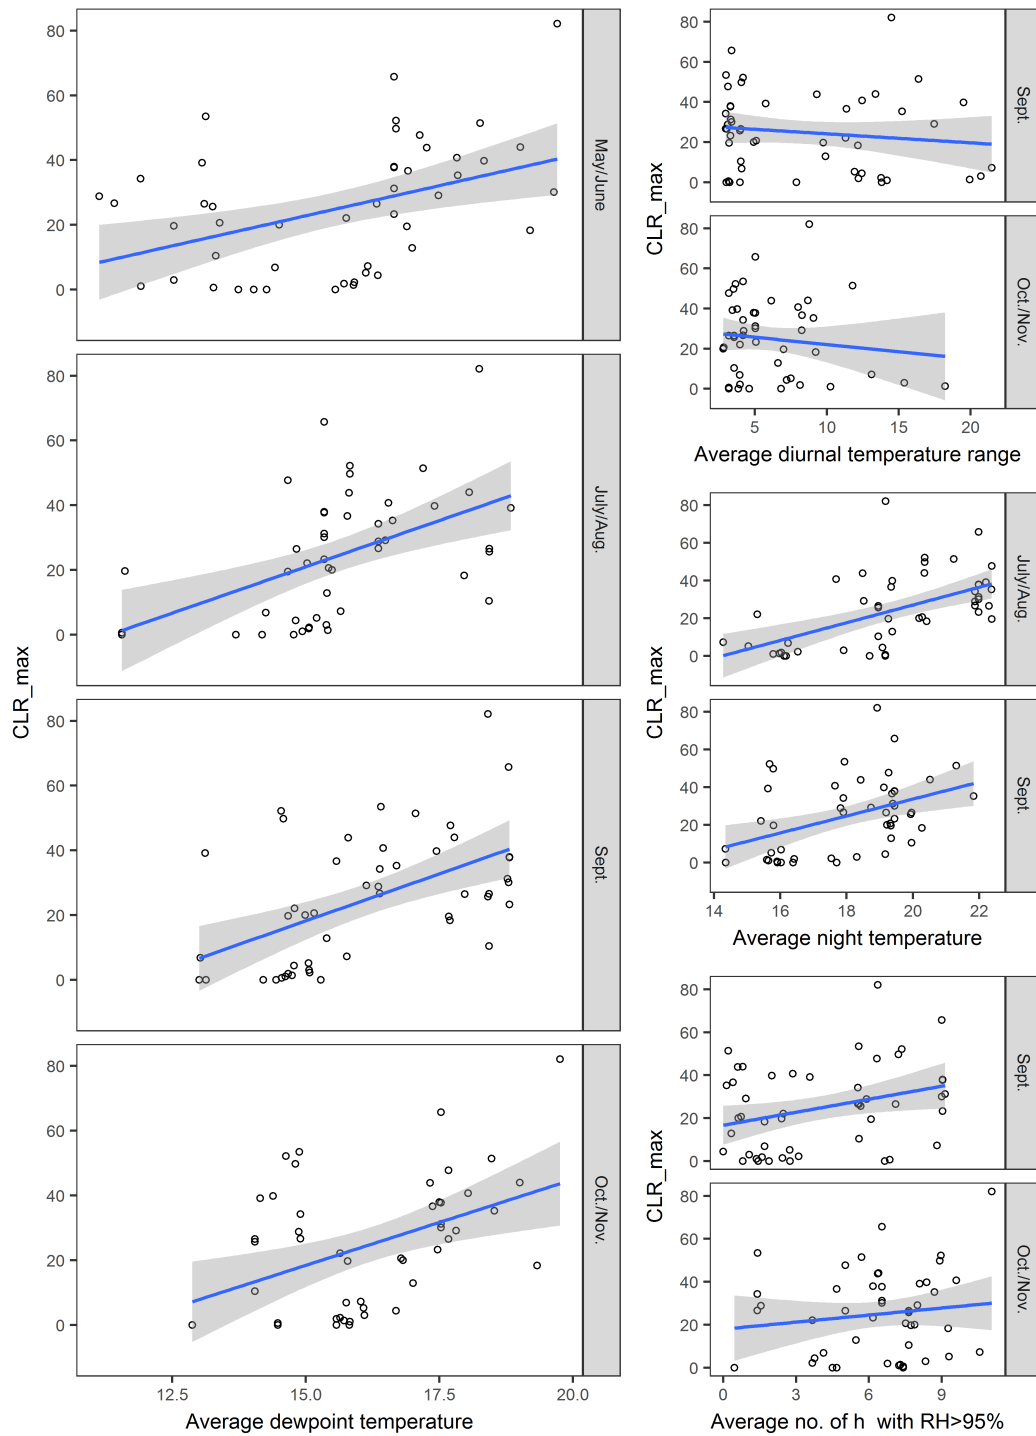 CLR_max
80
60
40
20
0
May/June
80
60
40
20
0
July/Aug.
80
60
40
20
0
Sept.
80
60
40
20
0
Oct./Nov.
12.5 15.0 17.5 20.0
Average dewpoint temperature
CLR_max
80
60
40
20
0
Sept.
80
60
40
20
0
Oct./Nov.
5 10 15 20
Average diurnal temperature range
CLR_max
80
60
40
20
0
July/Aug.
80
60
40
20
0
Sept.
14 16 18 20 22
Average night temperature
CLR_max
80
60
40
20
0
Sept.
80
60
40
20
0
Oct./Nov.
0 3 6 9
Average no. of h  with RH>95%